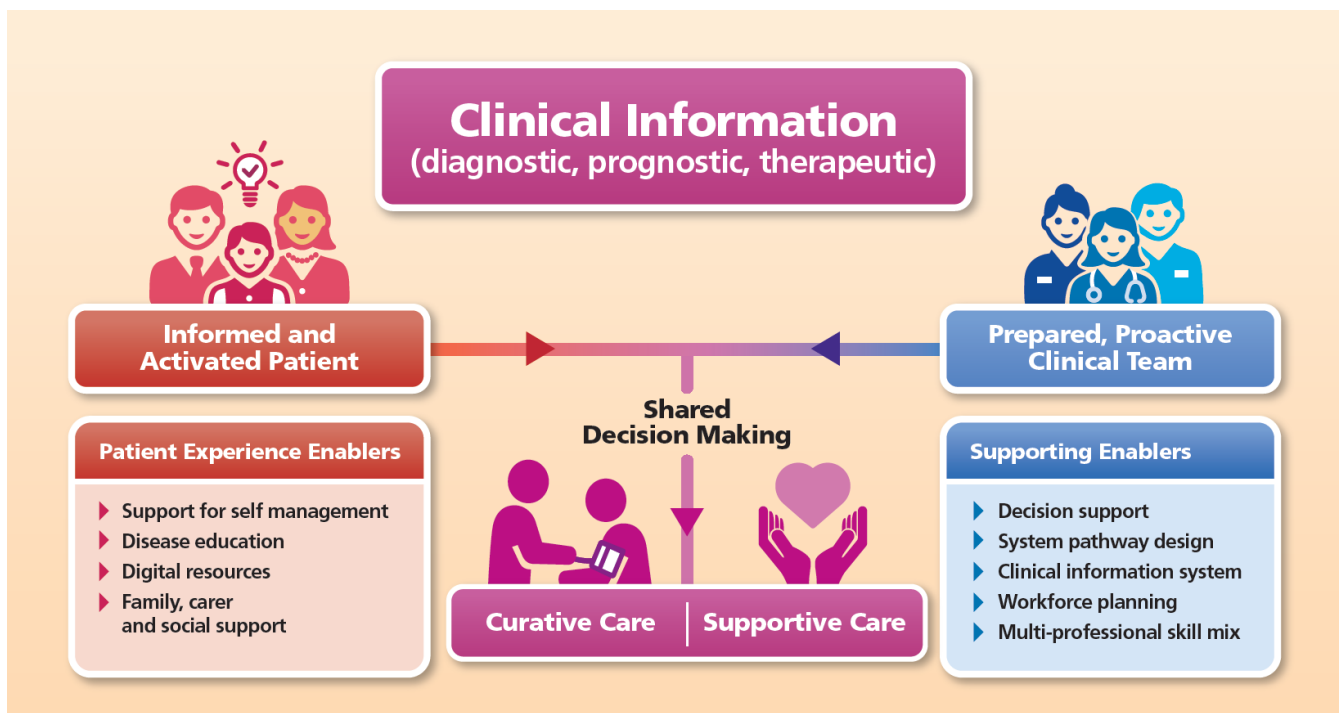 Clinical Information
(diagnostic, prognostic, therapeutic)
Informed and
Activated Patient
Prepared, Proactive
Clinical Team
Shared
Decision Making
Patient Experience Enablers
Support for self management
Disease education
Digital resources
Family, carer
and social support
Curative Care
Supportive Care
Supporting Enablers
Decision support
System pathway design
Clinical information system
Workforce planning
Multi-professional skill mix